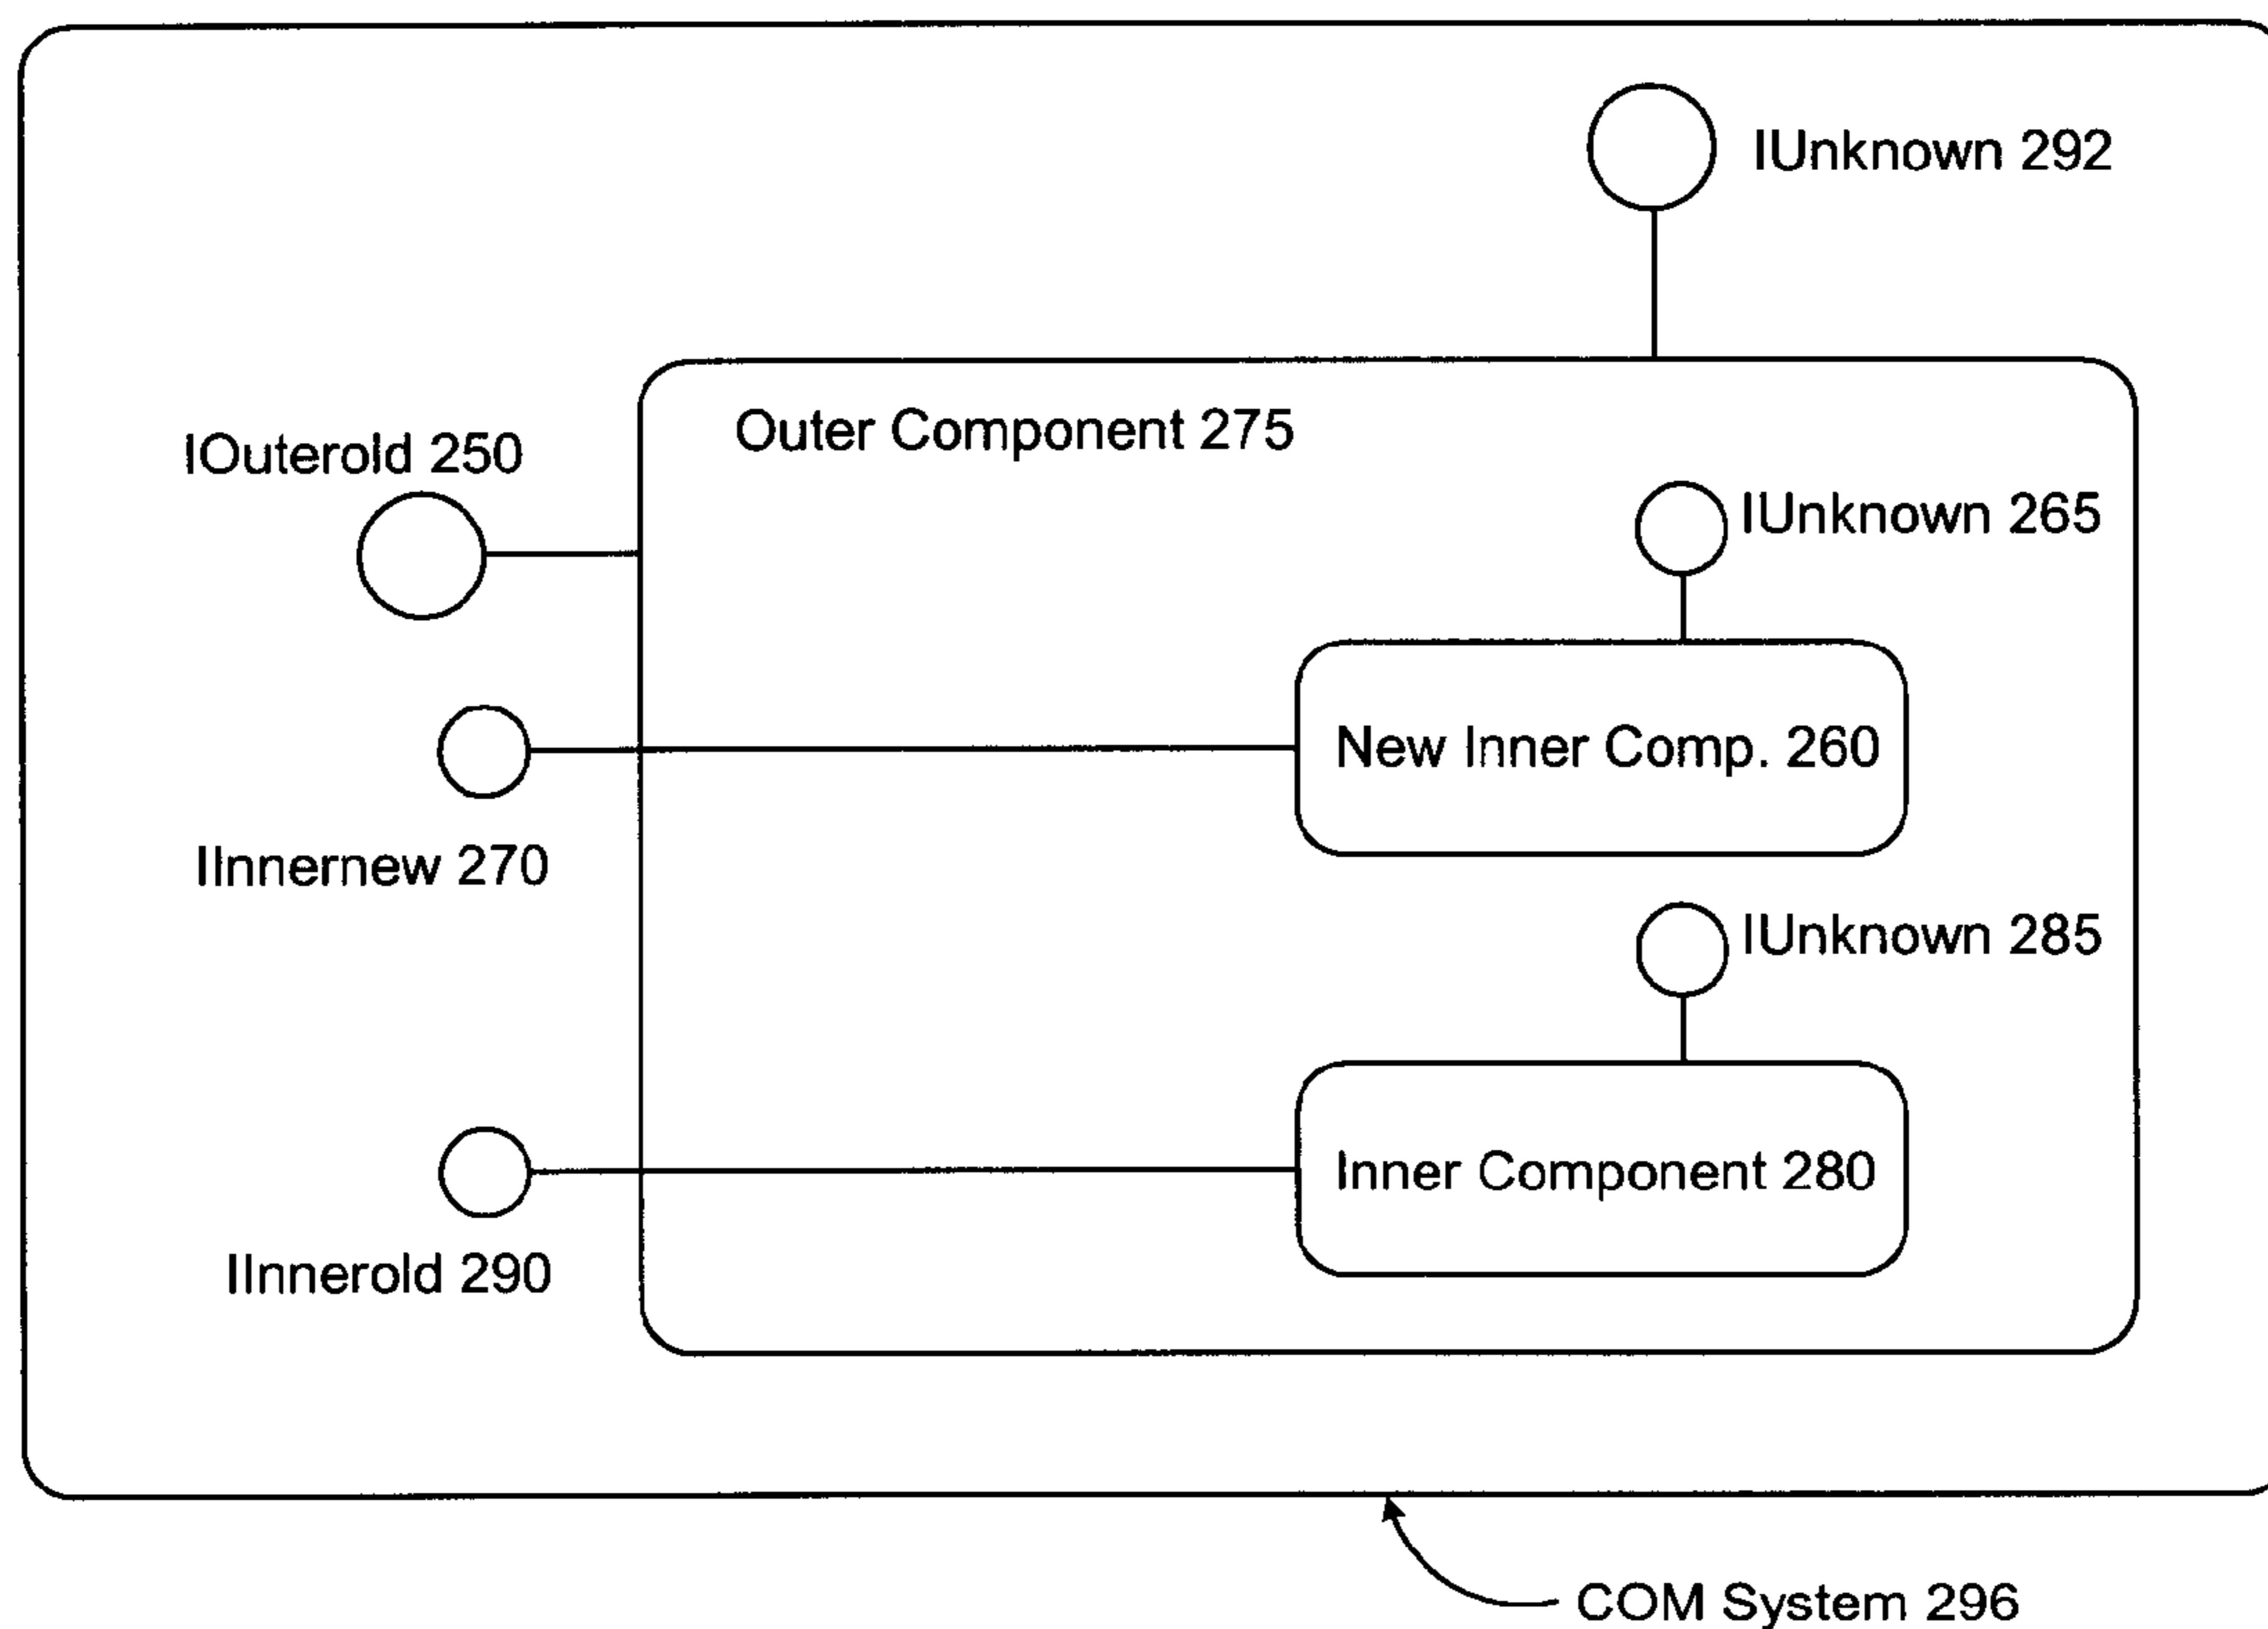 IUnknown 292
Outer Component 275
IOuterold 250
IUnknown 265
New Inner Comp. 260
IInnernew 270
IUnknown 285
Inner Component 280
IInnerold 290
COM System 296